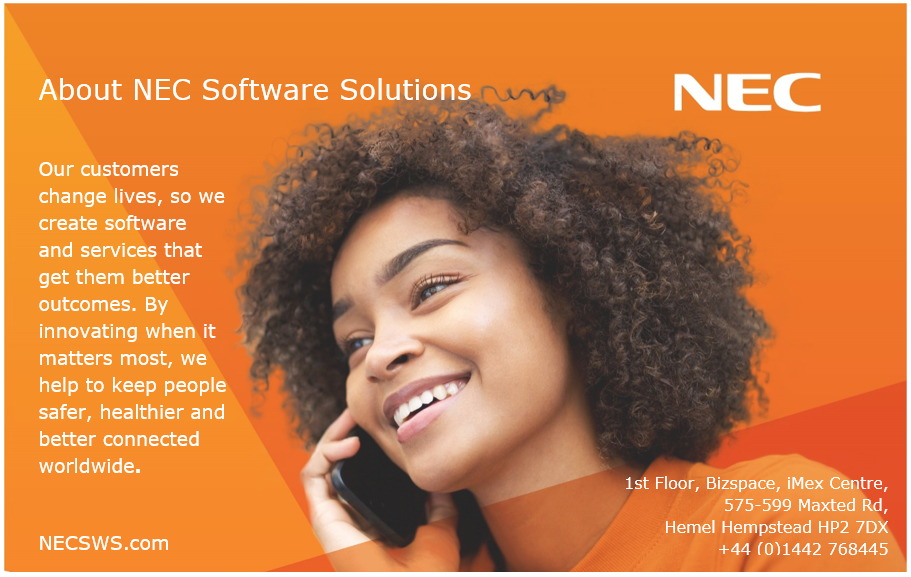 About NEC Software Solutions
NEC
Our customers
change lives, so we
create software
and services that
get them better
outcomes. By
innovating when it
matters most, we
help to keep people
safer, healthier and
better connected
worldwide.
NECSWS.com
1st Floor, Bizspace, iMex Centre,
575-599 Maxted Rd,
Hemel Hempstead HP2 7DX
+44 (0)1442 768445